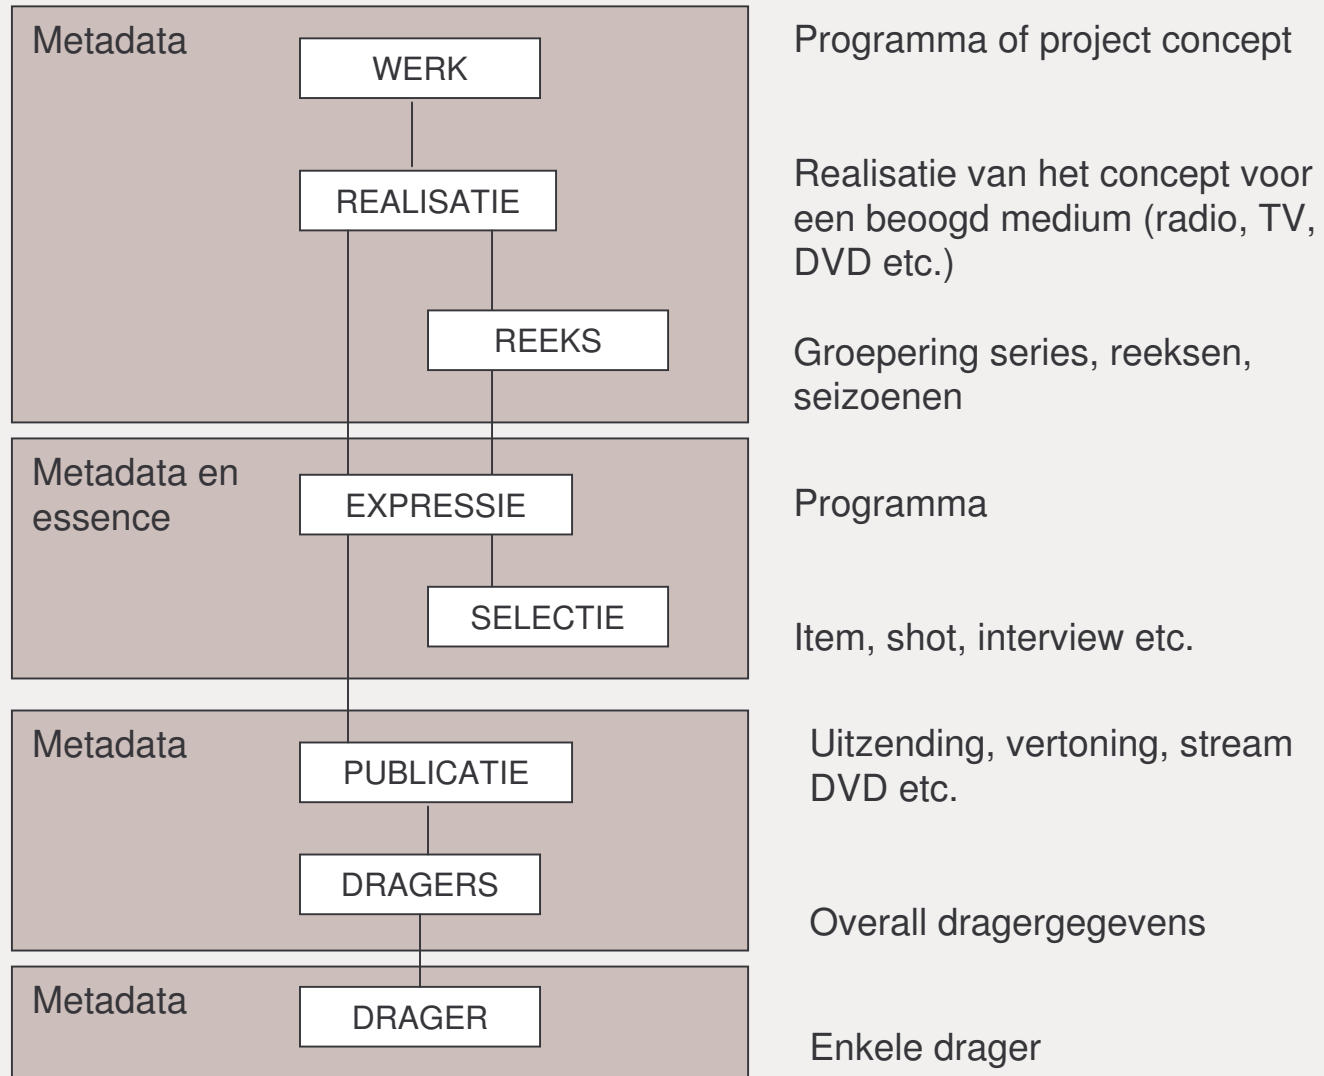 Metadata
WERK
Programma of project concept
REALISATIE
Realisatie van het concept voor
een beoogd medium (radio, TV,
DVD etc.)
REEKS
Groepering series, reeksen,
seizoenen
Metadata en
essence
EXPRESSIE
Programma
SELECTIE
Item, shot, interview etc.
Metadata
PUBLICATIE
Uitzending, vertoning, stream
DVD etc.
DRAGERS
Overall dragergegevens
Metadata
DRAGER
Enkele drager